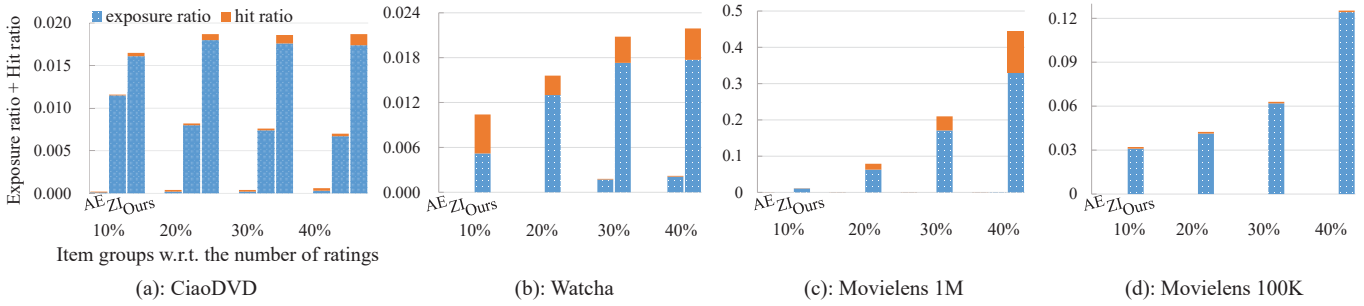 exposure ratio hit ratio
Exposure ratio + Hit ratio
0.020
0.015
0.010
0.005
0.000
AE ZI Ours
10% 20% 30% 40%
Item groups w.r.t. the number of ratings
(a): CiaoDVD
0.024
0.018
0.012
0.006
0.000
AE ZI Ours
10% 20% 30% 40%
(b): Watcha
0.5
0.4
0.3
0.2
0.1
0
AE ZI Ours
10% 20% 30% 40%
(c): Movielens 1M
0.12
0.09
0.06
0.03
0
AE ZI Ours
10% 20% 30% 40%
(d): Movielens 100K